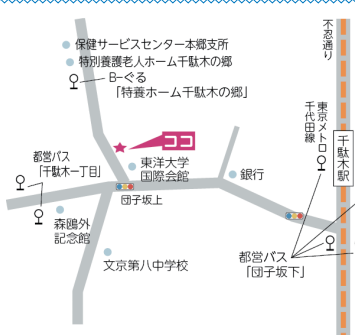 保健サービスセンター本郷支所
特別養護老人ホーム千駄木の郷
B-ぐる
「特養ホーム千駄木の郷」
不忍通り
東京メトロ
千代田線
千駄木駅
ココ
都営バス
「千駄木一丁目」
東洋大学
国際会館
銀行
団子坂上
森鷗外
記念館
文京第八中学校
都営バス
「団子坂下」